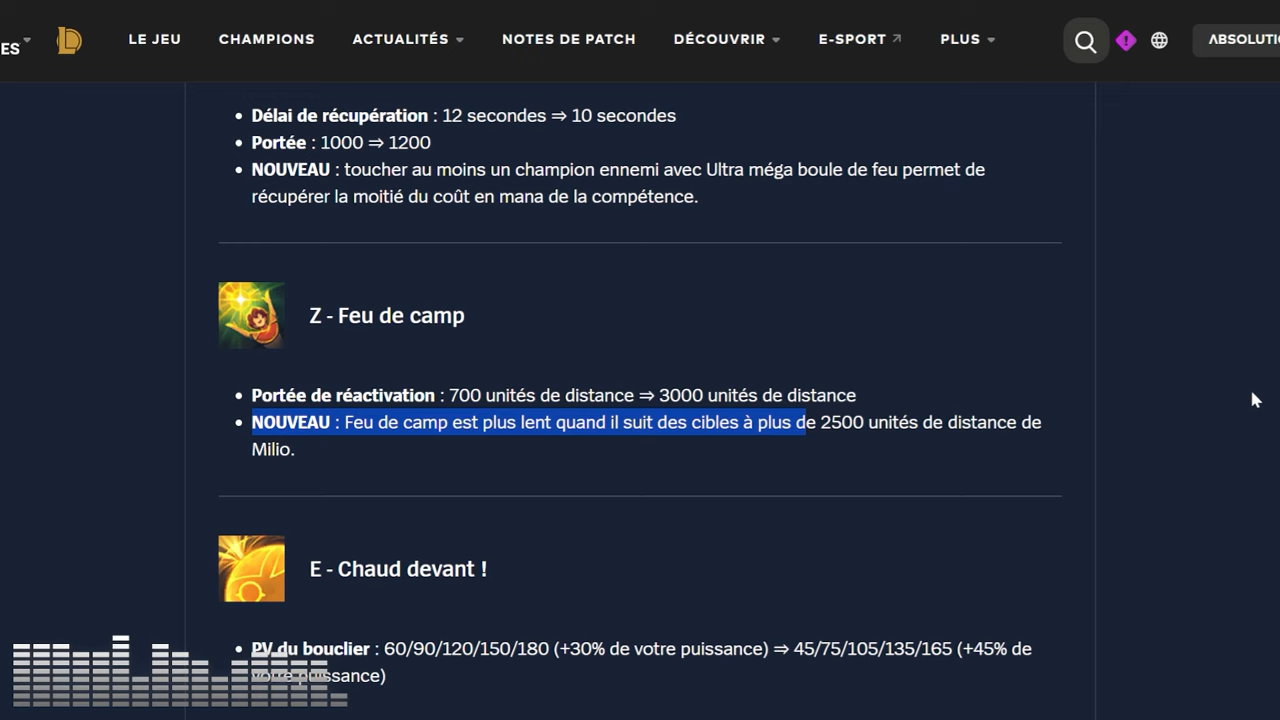 ES
LE JEU CHAMPIONS ACTUALITÉS NOTES DE PATCH DÉCOUVRIR E-SPORT PLUS ABSOLUTI
Délai de récupération : 12 secondes ⇒ 10 secondes
Portée : 1000 ⇒ 1200
NOUVEAU : toucher au moins un champion ennemi avec Ultra méga boule de feu permet de
récupérer la moitié du coût en mana de la compétence.
Z - Feu de camp
Portée de réactivation : 700 unités de distance ⇒ 3000 unités de distance
NOUVEAU : Feu de camp est plus lent quand il suit des cibles à plus de 2500 unités de distance de
Milio.
E - Chaud devant !
PV du bouclier : 60/90/120/150/180 (+30% de votre puissance) ⇒ 45/75/105/135/165 (+45% de
votre puissance)